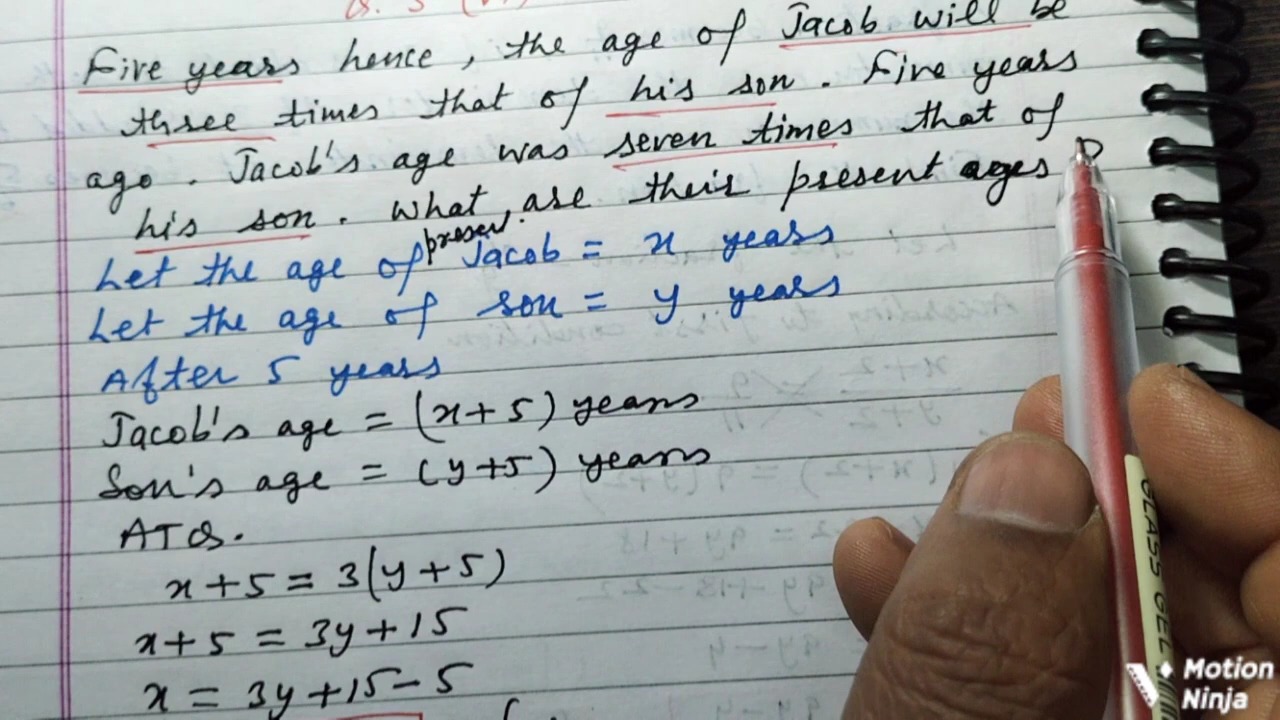 Five years hence, the age of Jacob will be
three times that of his son. Five years
ago. Jacob's age was seven times that of
his son. What are their present ages ?
present
Let the age of Jacob = x years
Let the age of son = y years
After 5 years
Jacob's age = (x+5) years
Son's age = (y+5) years
ATQ.
x+5 = 3(y+5)
x+5 = 3y+15
x = 3y+15-5
GLASS GEL
Motion
Ninja